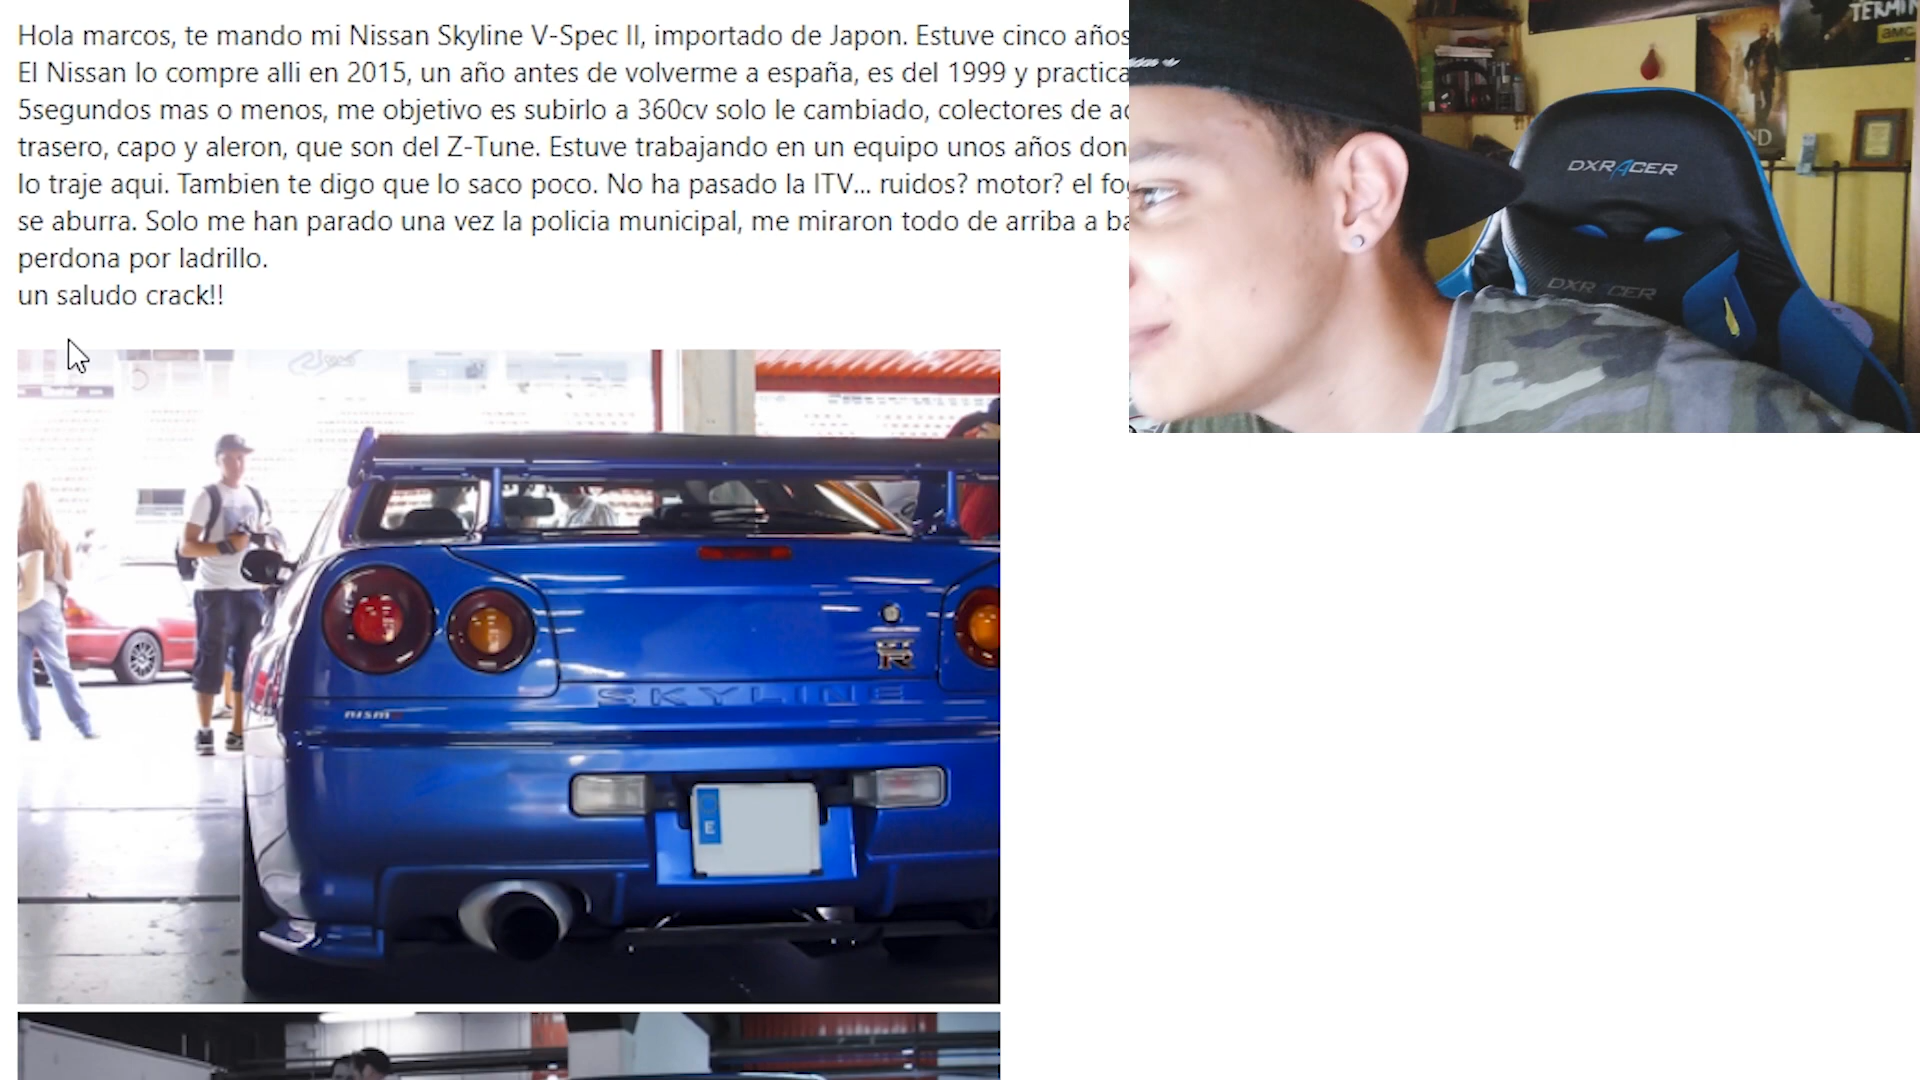 Hola marcos, te mando mi Nissan Skyline V-Spec II, importado de Japon. Estuve cinco años
El Nissan lo compre alli en 2015, un año antes de volverme a españa, es del 1999 y practica
5segundos mas o menos, me objetivo es subirlo a 360cv solo le cambiado, colectores de
trasero, capo y aleron, que son del Z-Tune. Estuve trabajando en un equipo unos años don
lo traje aqui. Tambien te digo que lo saco poco. No ha pasado la ITV... ruidos? motor? el
se aburra. Solo me han parado una vez la policia municipal, me miraron todo de arriba a
perdona por ladrillo.
un saludo crack!!
TERMIN
amc
ND
DXRACER
DXRACER
GTR
SKYLINE
nismo
E